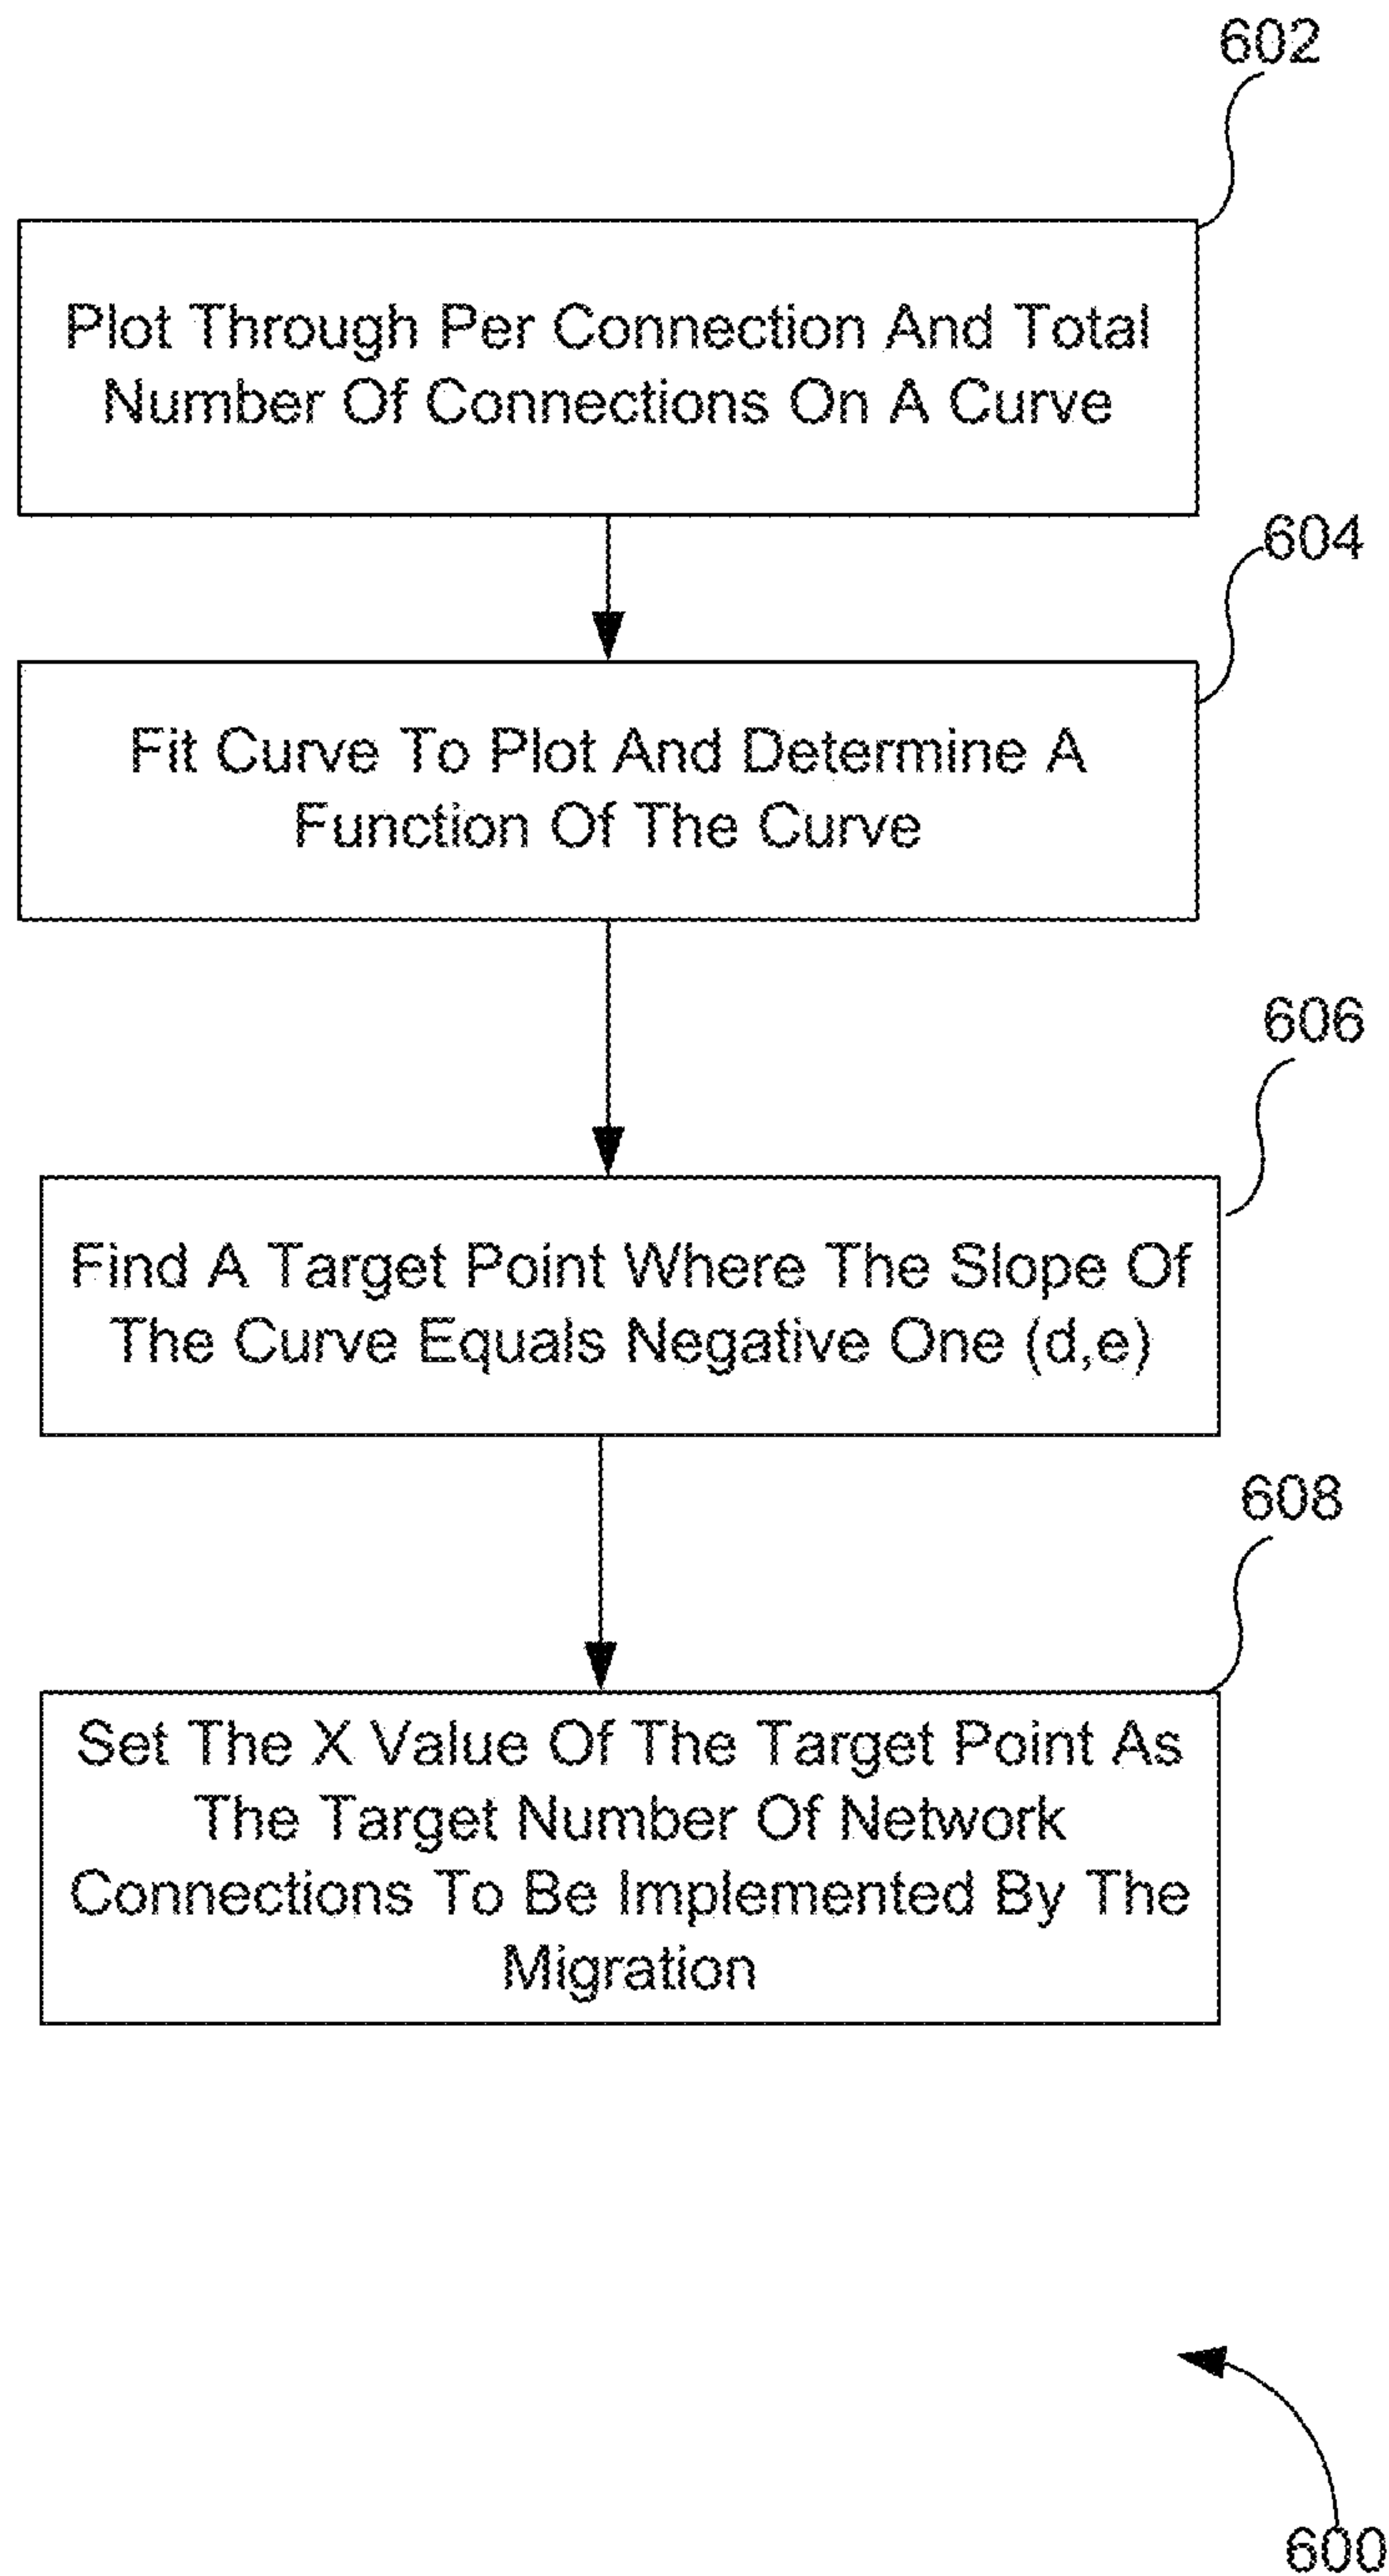 602
Plot Through Per Connection And Total
Number Of Connections On A Curve
604
Fit Curve To Plot And Determine A
Function Of The Curve
606
Find A Target Point Where The Slope Of
The Curve Equals Negative One (d,e)
608
Set The X Value Of The Target Point As
The Target Number Of Network
Connections To Be Implemented By The
Migration
600